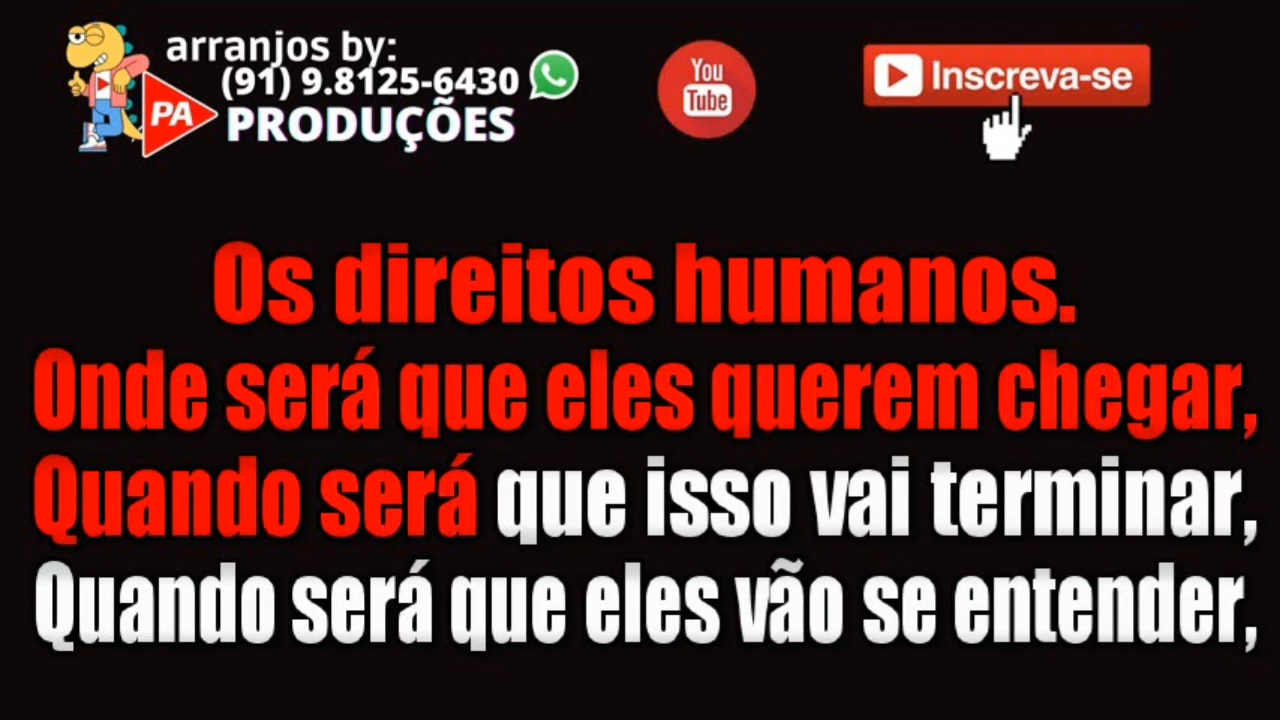 arranjos by:
(91) 9.8125-6430
PA PRODUÇÕES
You
Tube
Inscreva-se
Os direitos humanos.
Onde será que eles querem chegar,
Quando será que isso vai terminar,
Quando será que eles vão se entender,